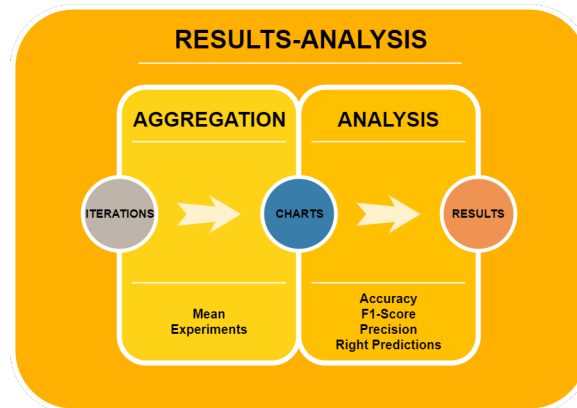 RESULTS-ANALYSIS
AGGREGATION
ANALYSIS
ITERATIONS
CHARTS
RESULTS
Mean
Experiments
Accuracy
F1-Score
Precision
Right Predictions